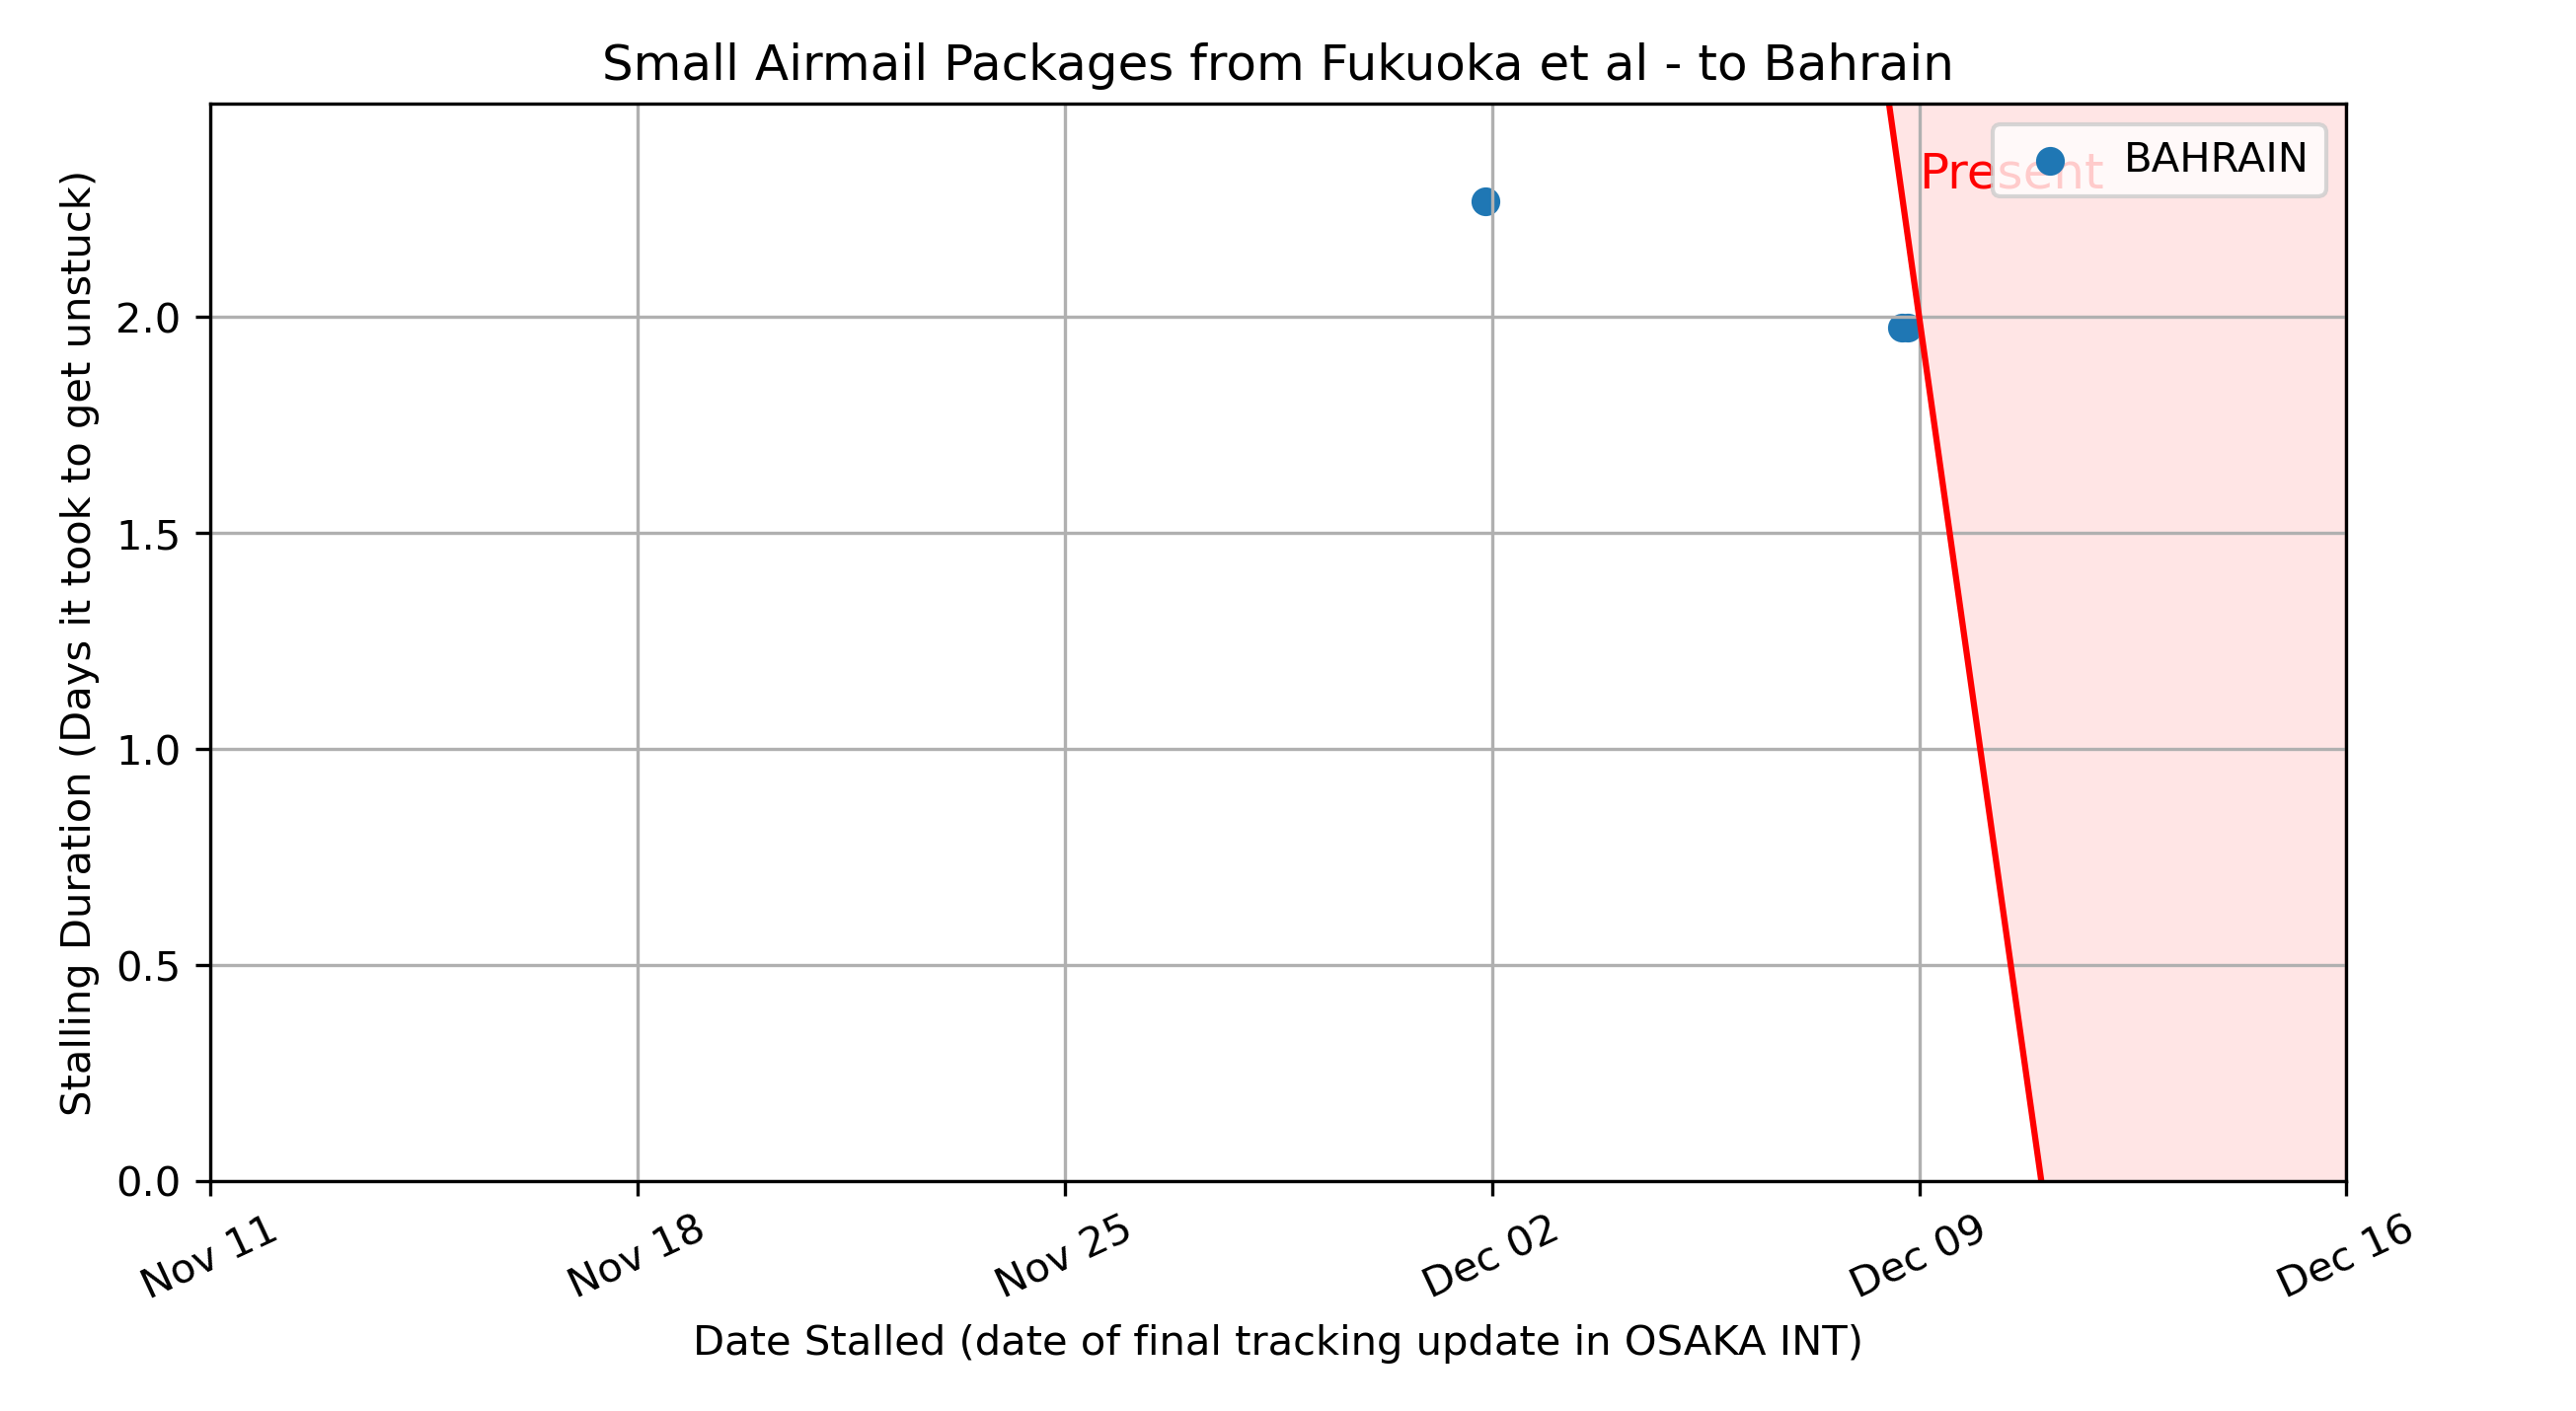 Small Airmail Packages from Fukuoka et al - to Bahrain
Present
BAHRAIN
Stalling Duration (Days it took to get unstuck)
2.0
1.5
1.0
0.5
0.0
Nov 11
Nov 18
Nov 25
Dec 02
Dec 09
Dec 16
Date Stalled (date of final tracking update in OSAKA INT)